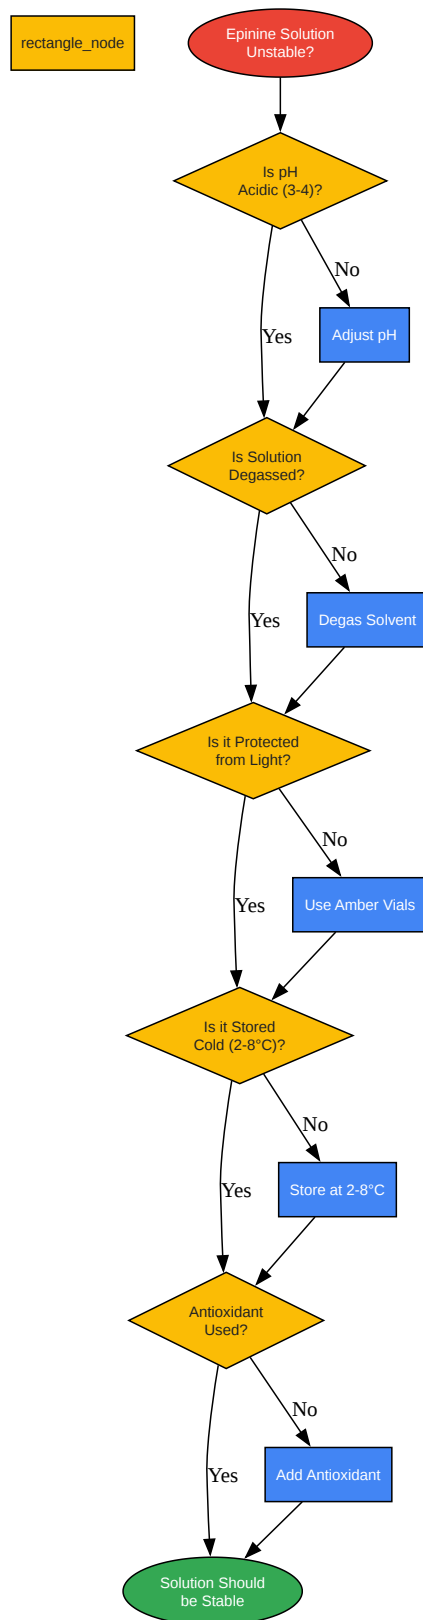 rectangle_node
Epinine Solution
Unstable?
Is pH
Acidic (3-4)?
No
Yes
Adjust pH
Is Solution
Degassed?
No
Yes
Degas Solvent
Is it Protected
from Light?
No
Yes
Use Amber Vials
Is it Stored
Cold (2-8°C)?
No
Yes
Store at 2-8°C
Antioxidant
Used?
No
Yes
Add Antioxidant
Solution Should
be Stable